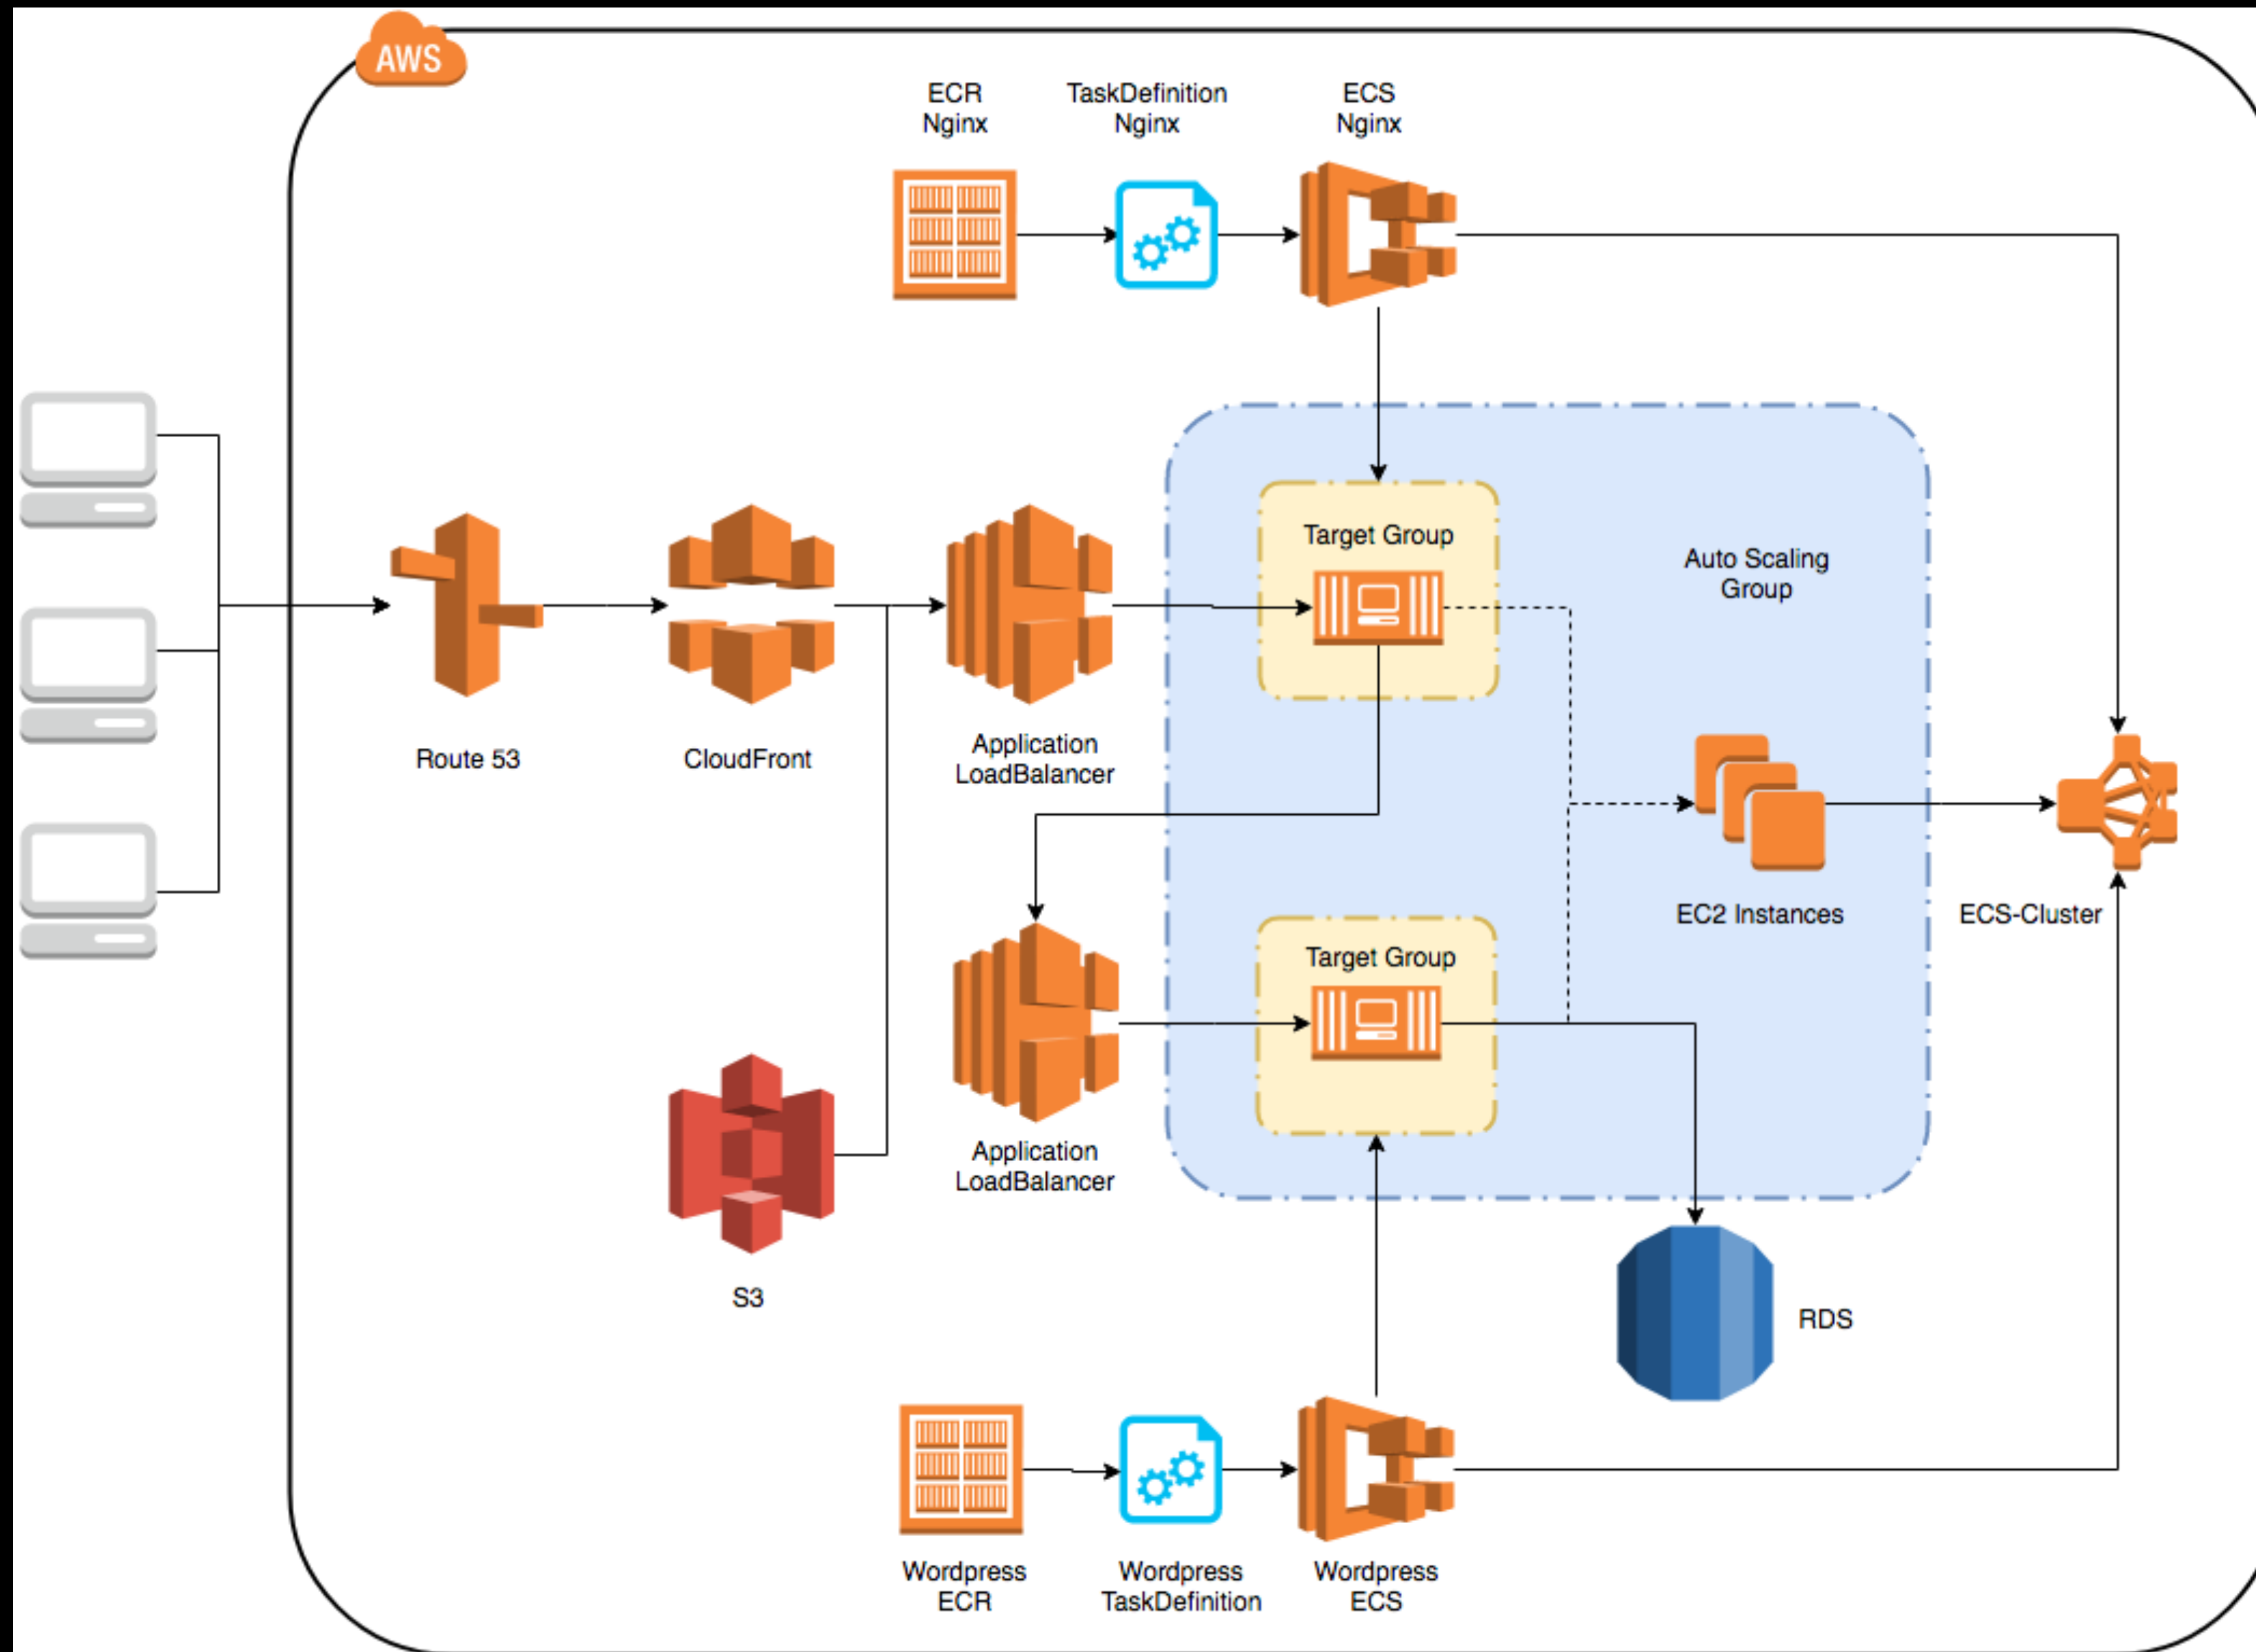 AWS
ECR
Nginx
TaskDefinition
Nginx
ECS
Nginx
Target Group
Auto Scaling
Group
Route 53
CloudFront
Application
LoadBalancer
EC2 Instances
ECS-Cluster
Target Group
Application
LoadBalancer
S3
RDS
Wordpress
ECR
Wordpress
TaskDefinition
Wordpress
ECS